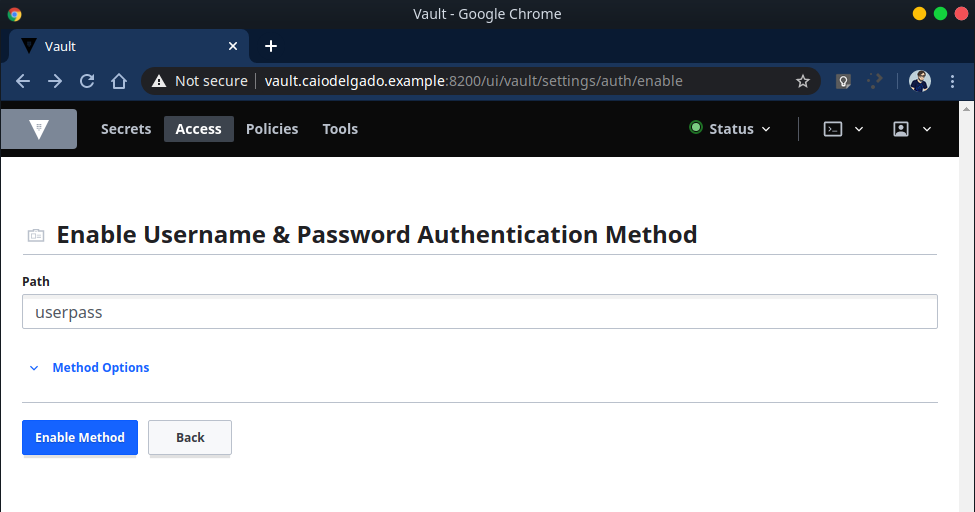 Vault - Google Chrome
Vault
Not secure vault.caiodelgado.example:8200/ui/vault/settings/auth/enable
Secrets Access Policies Tools Status
Enable Username & Password Authentication Method
Path
userpass
Method Options
Enable Method Back